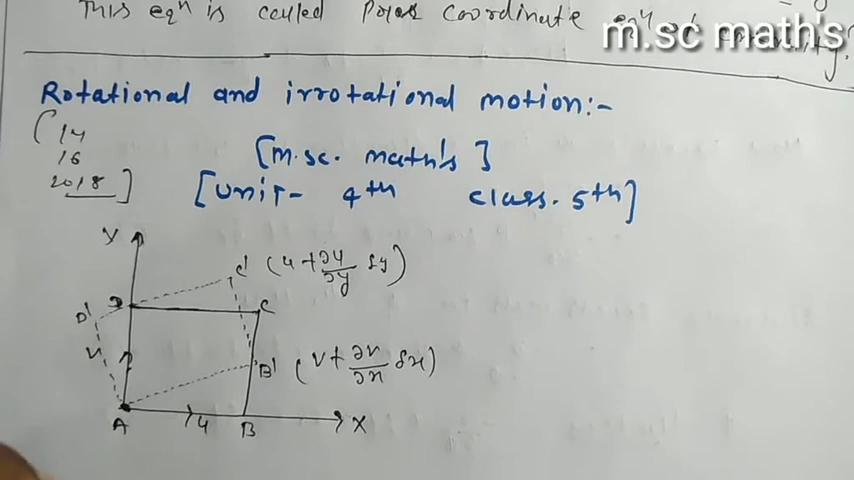 This eqⁿ is called Polar coordinate eqⁿ of continuity.
m.sc math's
Rotational and irrotational motion:-
(14
16
2018]
[m.sc. math's]
[Unit- 4th class. 5th]
Y
C' (u+∂u/∂y δy)
D' D C
v
B' (v+∂v/∂x δx)
A u B X